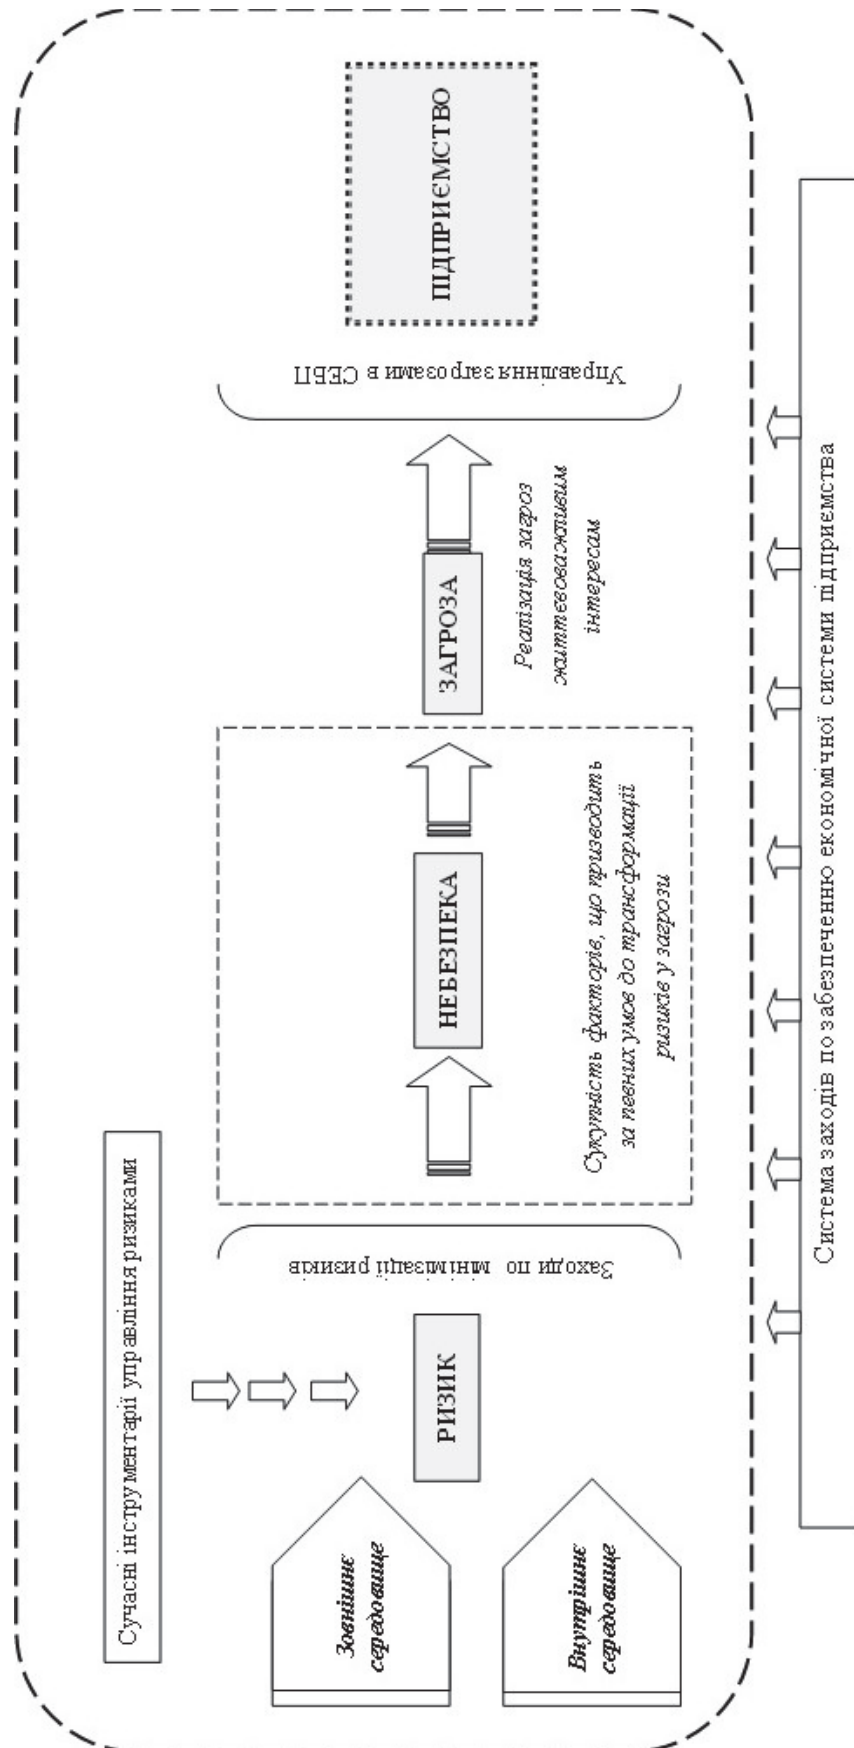 Сучасні інструментарії управління ризиками
Зовнішнє
середовище
Внутрішнє
середовище
РИЗИК
Заходи по мінімізації ризиків
НЕБЕЗПЕКА
Сукупність факторів, що призводить
за певних умов до трансформації
ризиків у загрози
ЗАГРОЗА
Реалізація загроз
життєвоважливим
інтересам
Управління загрозами в СЕБП
ПІДПРИЄМСТВО
Система заходів по забезпеченню економічної системи підприємства